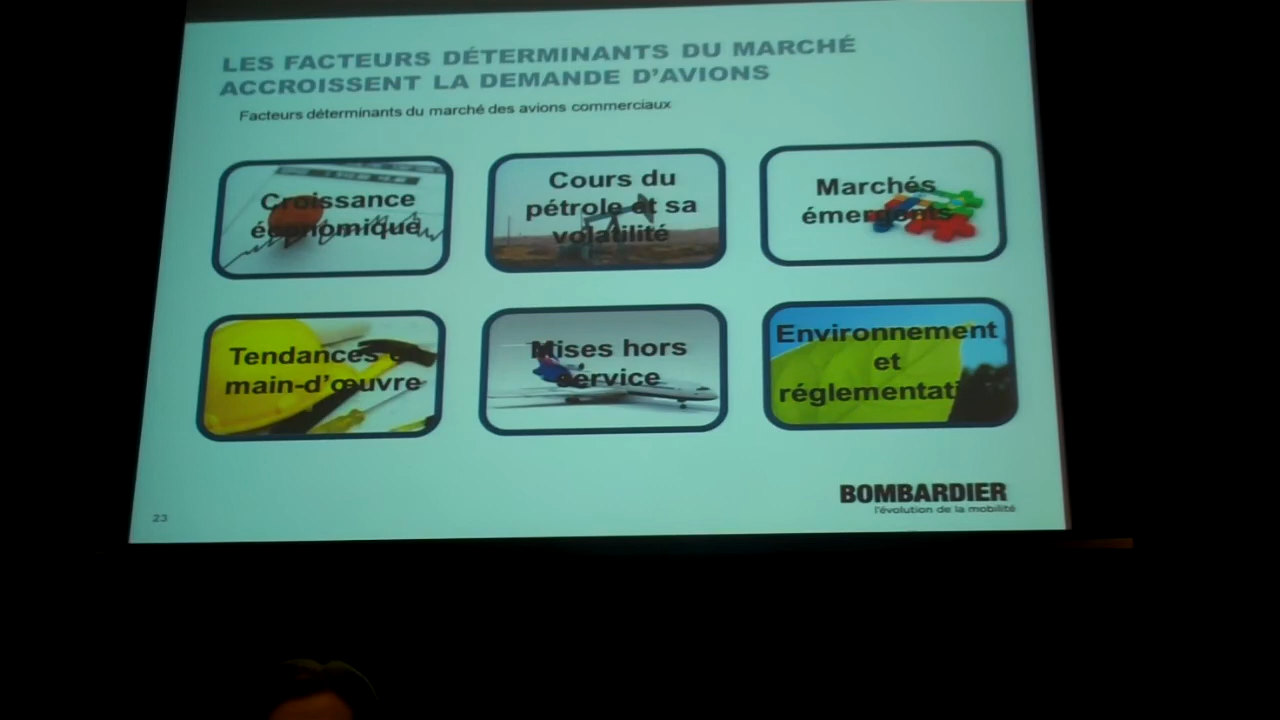 LES FACTEURS DÉTERMINANTS DU MARCHÉ
ACCROISSENT LA DEMANDE D'AVIONS
Facteurs déterminants du marché des avions commerciaux
Croissance
économique
Cours du
pétrole et sa
volatilité
Marchés
émergents
Tendances
main-d'œuvre
Mises hors
service
Environnement
et
réglementati
BOMBARDIER
l'évolution de la mobilité
23